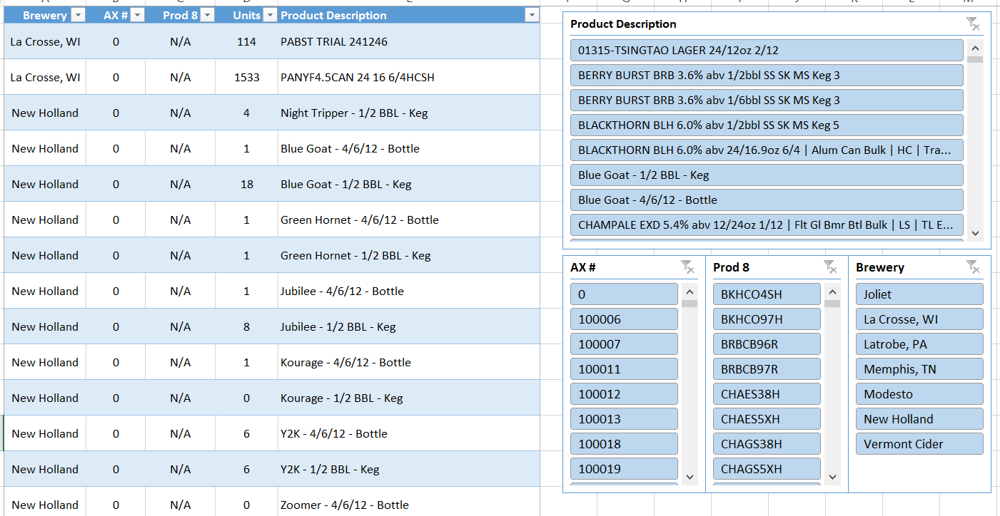 Brewery AX # Prod 8 Units Product Description
La Crosse, WI 0 N/A 114 PABST TRIAL 241246
La Crosse, WI 0 N/A 1533 PANYF4.5CAN 24 16 6/4HCSH
New Holland 0 N/A 4 Night Tripper - 1/2 BBL - Keg
New Holland 0 N/A 1 Blue Goat - 4/6/12 - Bottle
New Holland 0 N/A 18 Blue Goat - 1/2 BBL - Keg
New Holland 0 N/A 1 Green Hornet - 4/6/12 - Bottle
New Holland 0 N/A 1 Green Hornet - 1/2 BBL - Keg
New Holland 0 N/A 1 Jubilee - 4/6/12 - Bottle
New Holland 0 N/A 8 Jubilee - 1/2 BBL - Keg
New Holland 0 N/A 1 Kourage - 4/6/12 - Bottle
New Holland 0 N/A 0 Kourage - 1/2 BBL - Keg
New Holland 0 N/A 6 Y2K - 4/6/12 - Bottle
New Holland 0 N/A 6 Y2K - 1/2 BBL - Keg
New Holland 0 N/A 0 Zoomer - 4/6/12 - Bottle
Product Description
01315-TSINGTAO LAGER 24/12oz 2/12
BERRY BURST BRB 3.6% abv 1/2bbl SS SK MS Keg 3
BERRY BURST BRB 3.6% abv 1/6bbl SS SK MS Keg 3
BLACKTHORN BLH 6.0% abv 1/2bbl SS SK MS Keg 5
BLACKTHORN BLH 6.0% abv 24/16.9oz 6/4 | Alum Can Bulk | HC | Tra...
Blue Goat - 1/2 BBL - Keg
Blue Goat - 4/6/12 - Bottle
CHAMPALE EXD 5.4% abv 12/24oz 1/12 | Flt Gl Bmr Btl Bulk | LS | TL E...
AX #
0
100006
100007
100011
100012
100013
100018
100019
Prod 8
BKHCO4SH
BKHCO97H
BRBCB96R
BRBCB97R
CHAES38H
CHAES5XH
CHAGS38H
CHAGS5XH
Brewery
Joliet
La Crosse, WI
Latrobe, PA
Memphis, TN
Modesto
New Holland
Vermont Cider